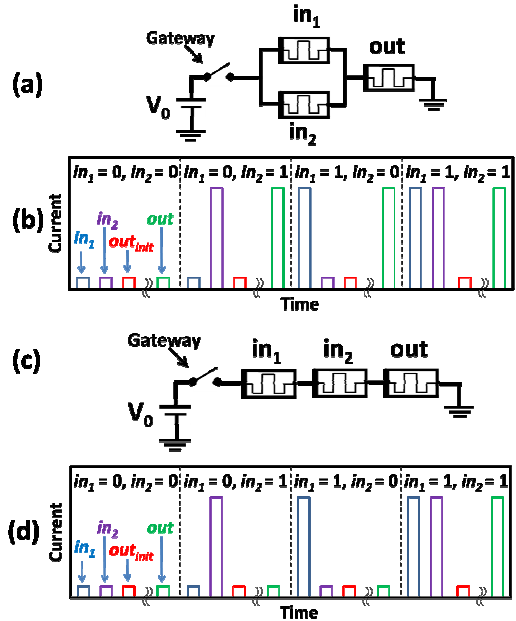 in1
Gateway
out
(a)
V0
in2
in1 = 0, in2 = 0
in1 = 0, in2 = 1
in1 = 1, in2 = 0
in1 = 1, in2 = 1
(b)
Current
in2
out
in1
outinit
Time
(c)
Gateway
in1
in2
out
V0
in1 = 0, in2 = 0
in1 = 0, in2 = 1
in1 = 1, in2 = 0
in1 = 1, in2 = 1
(d)
Current
in2
out
in1
outinit
Time